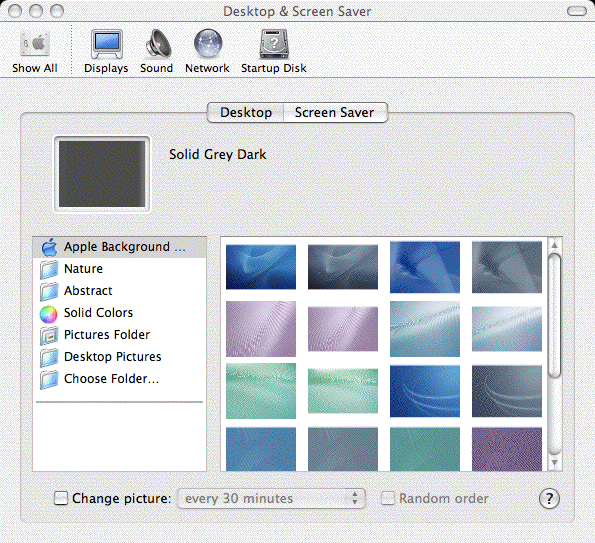 Desktop & Screen Saver
Show All
Displays
Sound
Network
Startup Disk
Desktop
Screen Saver
Solid Grey Dark
Apple Background ...
Nature
Abstract
Solid Colors
Pictures Folder
Desktop Pictures
Choose Folder...
Change picture: every 30 minutes Random order ?